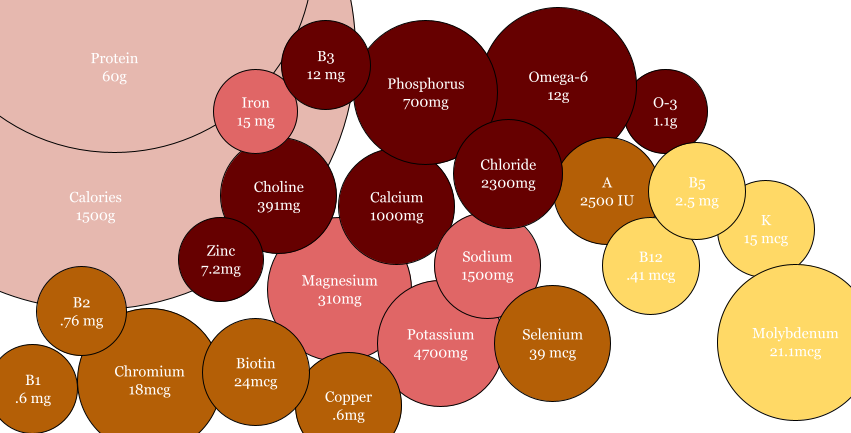 Protein
60g
B3
12 mg
Phosphorus
700mg
Omega-6
12g
Iron
15 mg
O-3
1.1g
Calories
1500g
Choline
391mg
Calcium
1000mg
Chloride
2300mg
A
2500 IU
B5
2.5 mg
K
15 mcg
Zinc
7.2mg
Magnesium
310mg
Sodium
1500mg
B12
.41 mcg
B2
.76 mg
Potassium
4700mg
Selenium
39 mcg
Molybdenum
21.1mcg
B1
.6 mg
Chromium
18mcg
Biotin
24mcg
Copper
.6mg